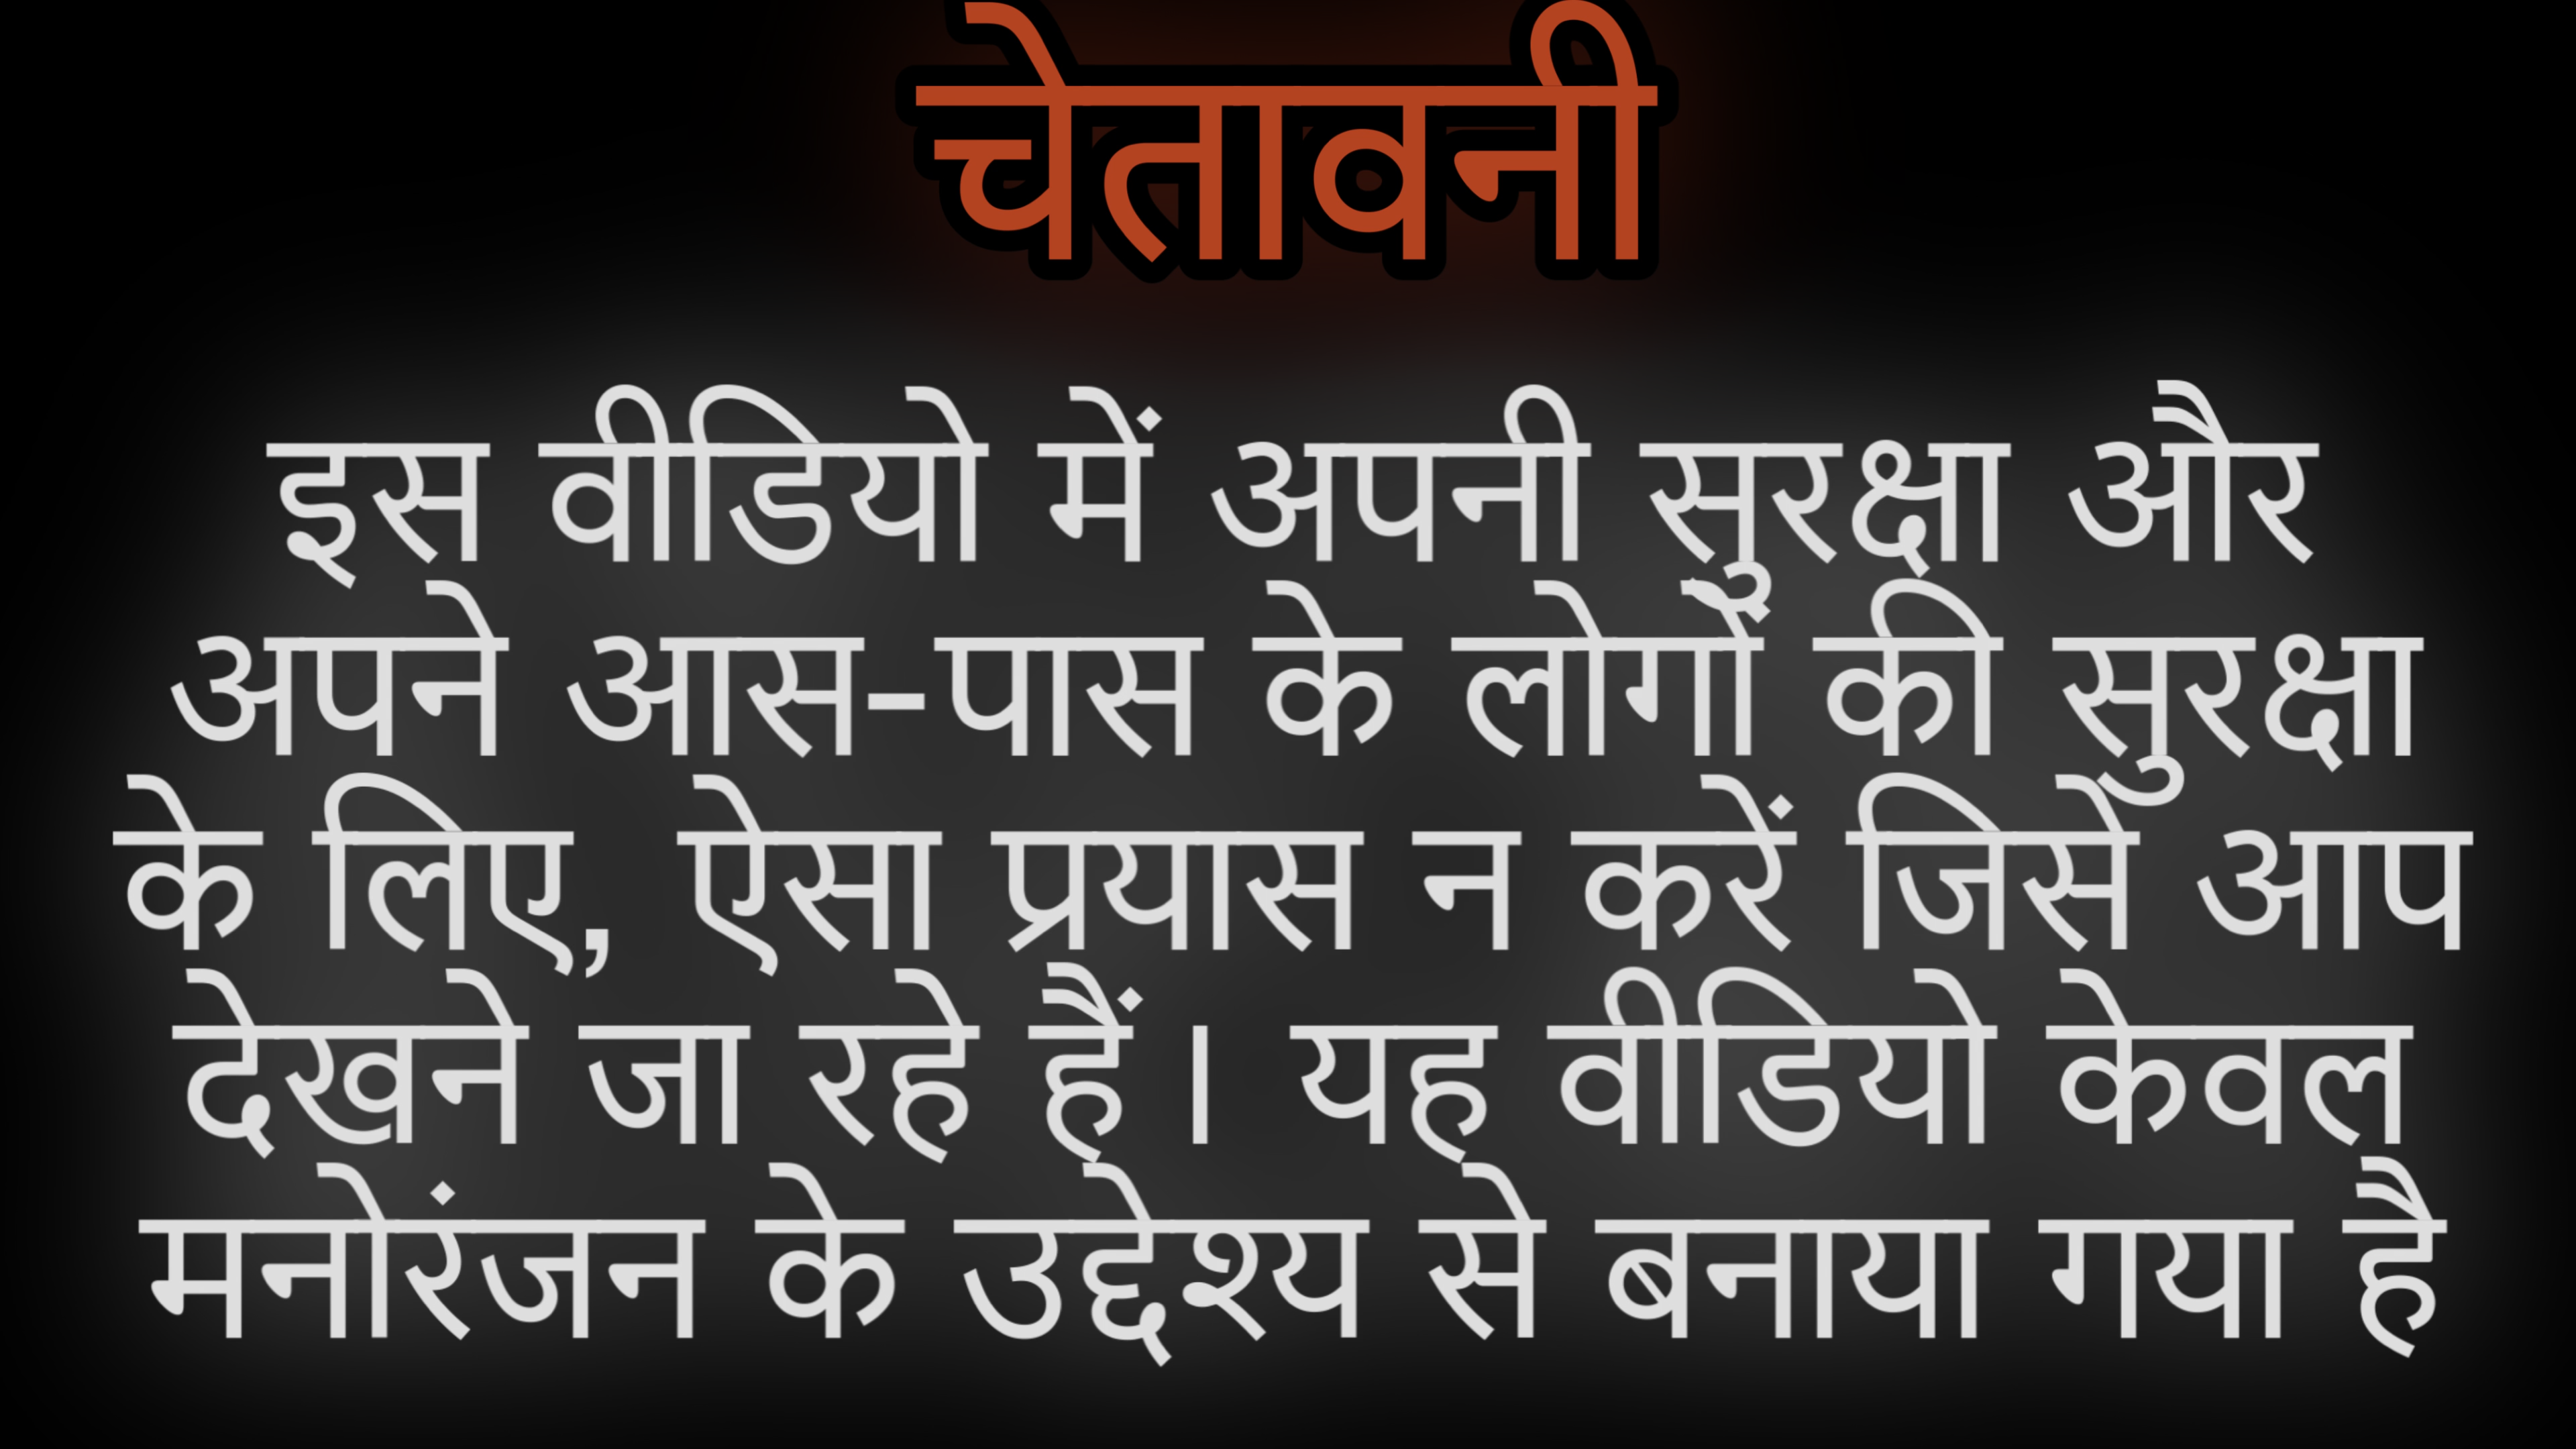 चेतावनी
इस वीडियो में अपनी सुरक्षा और
अपने आस-पास के लोगों की सुरक्षा
के लिए, ऐसा प्रयास न करें जिसे आप
देखने जा रहे हैं। यह वीडियो केवल
मनोरंजन के उद्देश्य से बनाया गया है